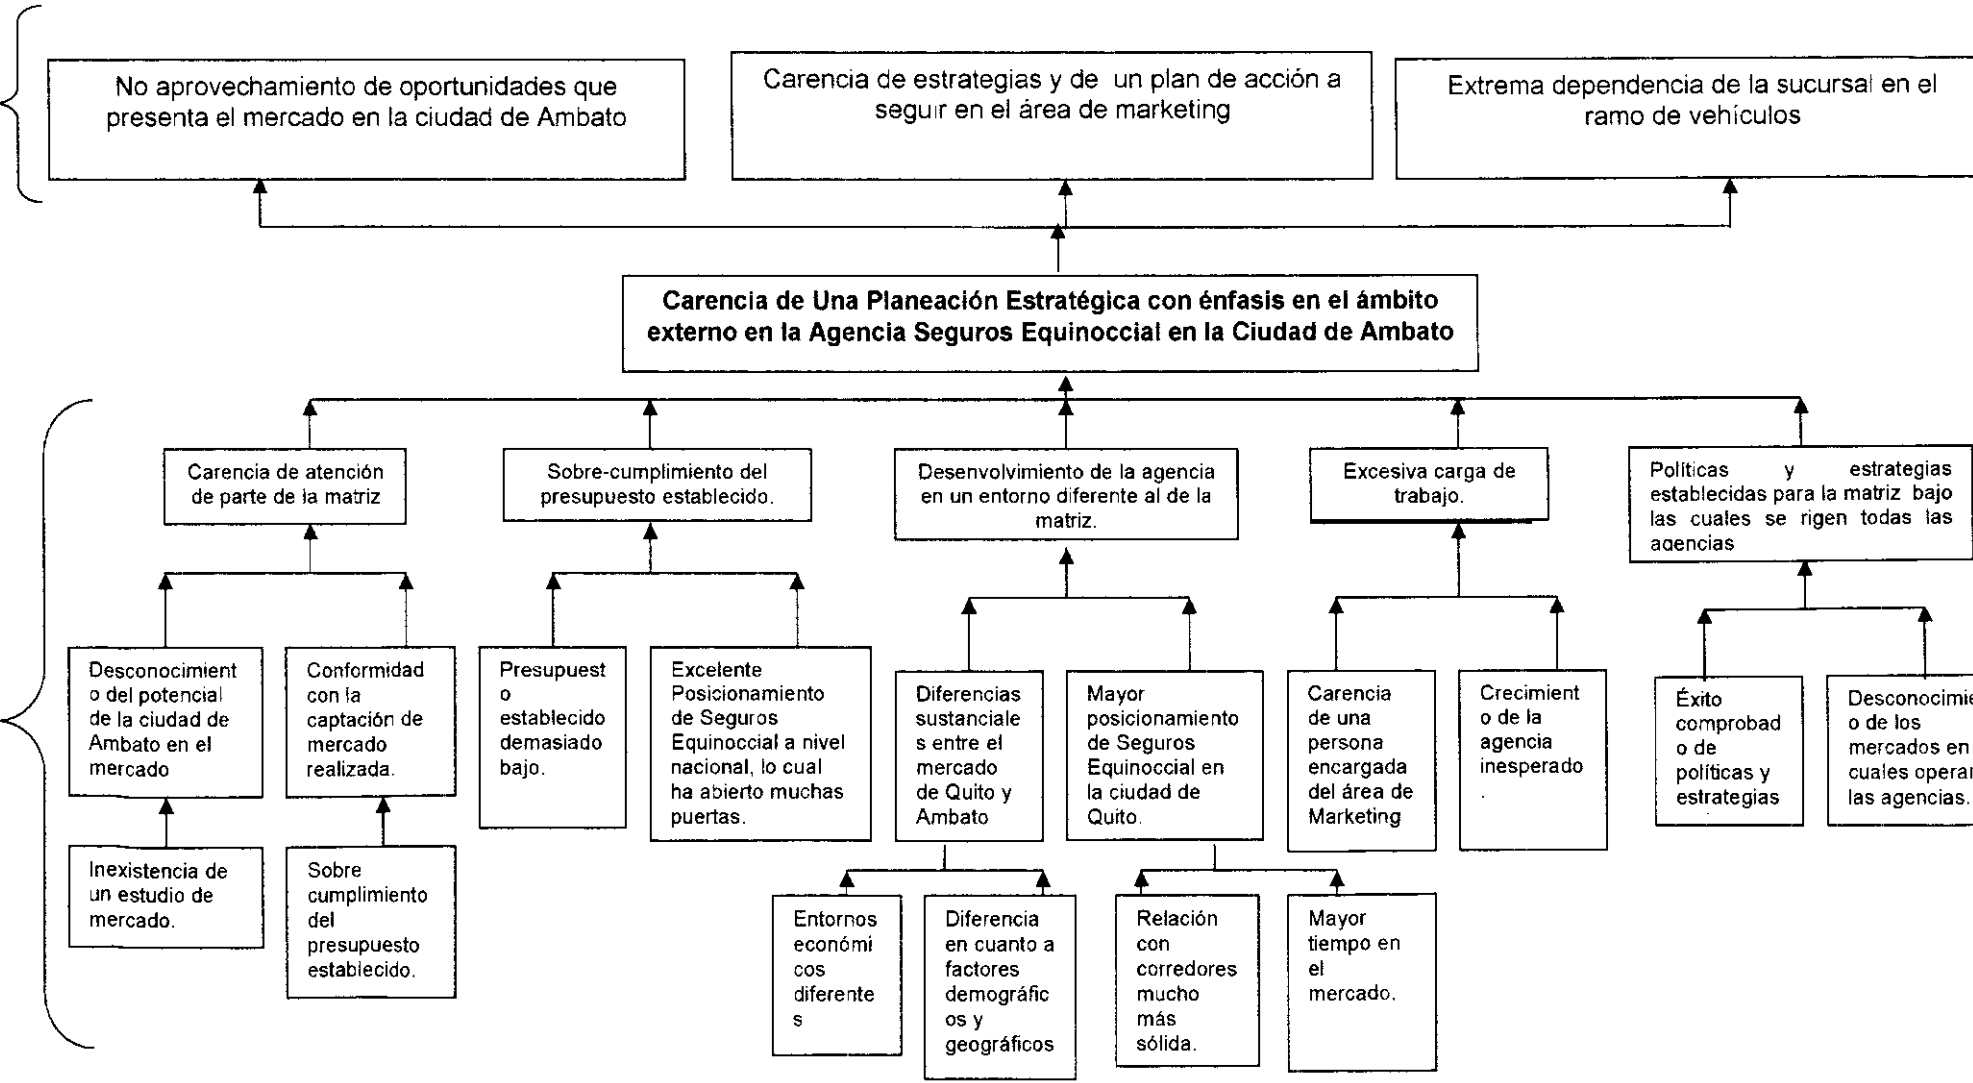 No aprovechamiento de oportunidades que
presenta el mercado en la ciudad de Ambato
Carencia de estrategias y de un plan de acción a
seguir en el área de marketing
Extrema dependencia de la sucursal en el
ramo de vehículos
Carencia de Una Planeación Estratégica con énfasis en el ámbito
externo en la Agencia Seguros Equinoccial en la Ciudad de Ambato
Carencia de atención
de parte de la matriz
Sobre-cumplimiento del
presupuesto establecido.
Desenvolvimiento de la agencia
en un entorno diferente al de la
matriz.
Excesiva carga de
trabajo.
Políticas y estrategias
establecidas para la matriz bajo
las cuales se rigen todas las
agencias
Desconocimient
o del potencial
de la ciudad de
Ambato en el
mercado
Conformidad
con la
captación de
mercado
realizada.
Presupuest
o
establecido
demasiado
bajo.
Excelente
Posicionamiento
de Seguros
Equinoccial a nivel
nacional, lo cual
ha abierto muchas
puertas.
Diferencias
sustanciale
s entre el
mercado
de Quito y
Ambato
Mayor
posicionamiento
de Seguros
Equinoccial en
la ciudad de
Quito.
Carencia
de una
persona
encargada
del área de
Marketing
Crecimient
o de la
agencia
inesperado
.
Éxito
comprobad
o de
políticas y
estrategias
Desconocimie
o de los
mercados en
cuales operan
las agencias.
Inexistencia de
un estudio de
mercado.
Sobre
cumplimiento
del
presupuesto
establecido.
Entornos
económi
cos
diferente
s
Diferencia
en cuanto a
factores
demográfic
os y
geográficos
Relación
con
corredores
mucho
más
sólida.
Mayor
tiempo en
el
mercado.